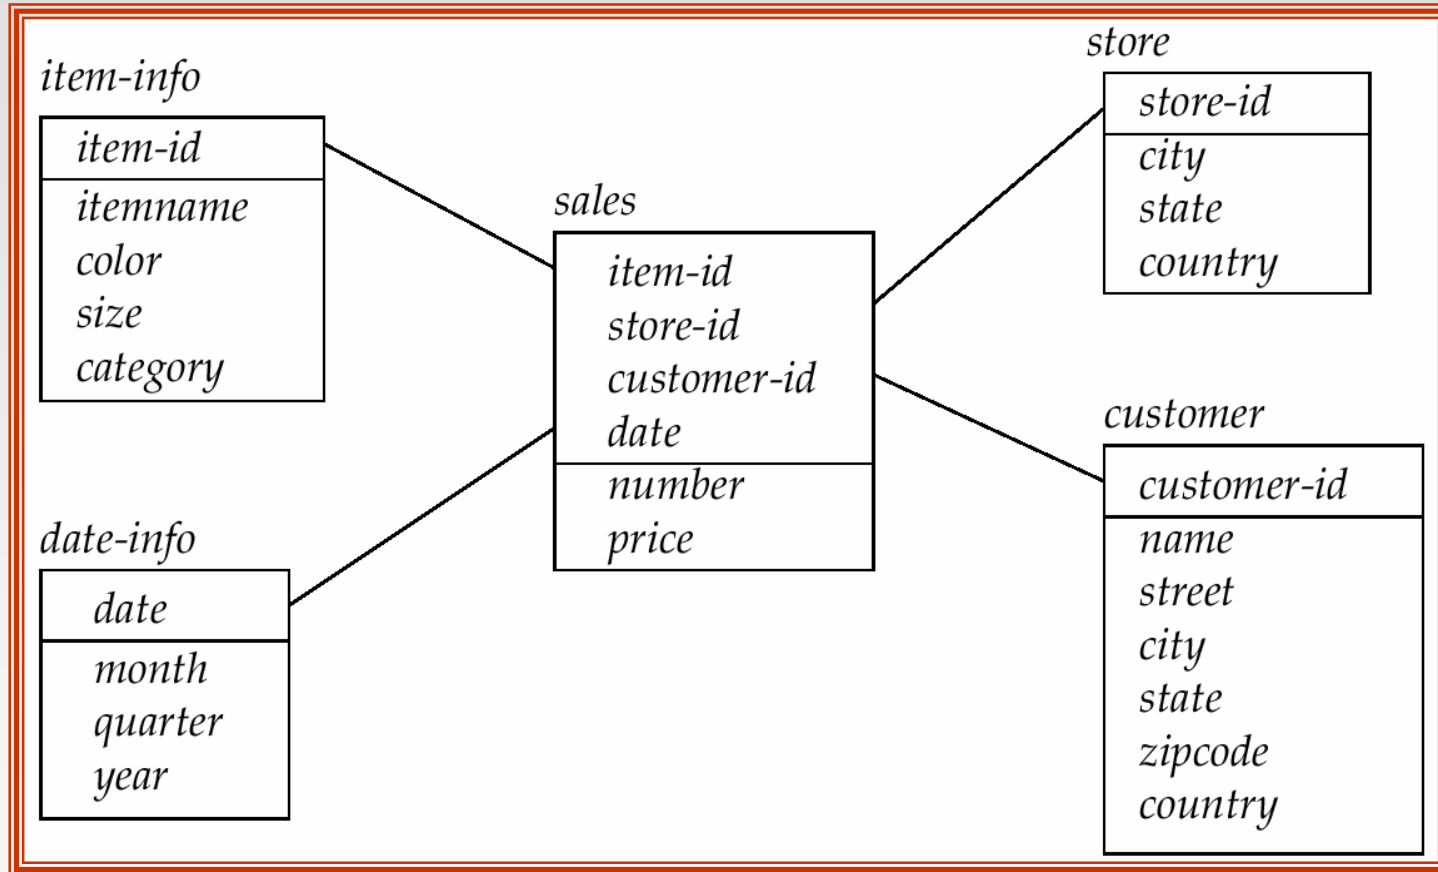 item-info
item-id
itemname
color
size
category
date-info
date
month
quarter
year
sales
item-id
store-id
customer-id
date
number
price
store
store-id
city
state
country
customer
customer-id
name
street
city
state
zipcode
country